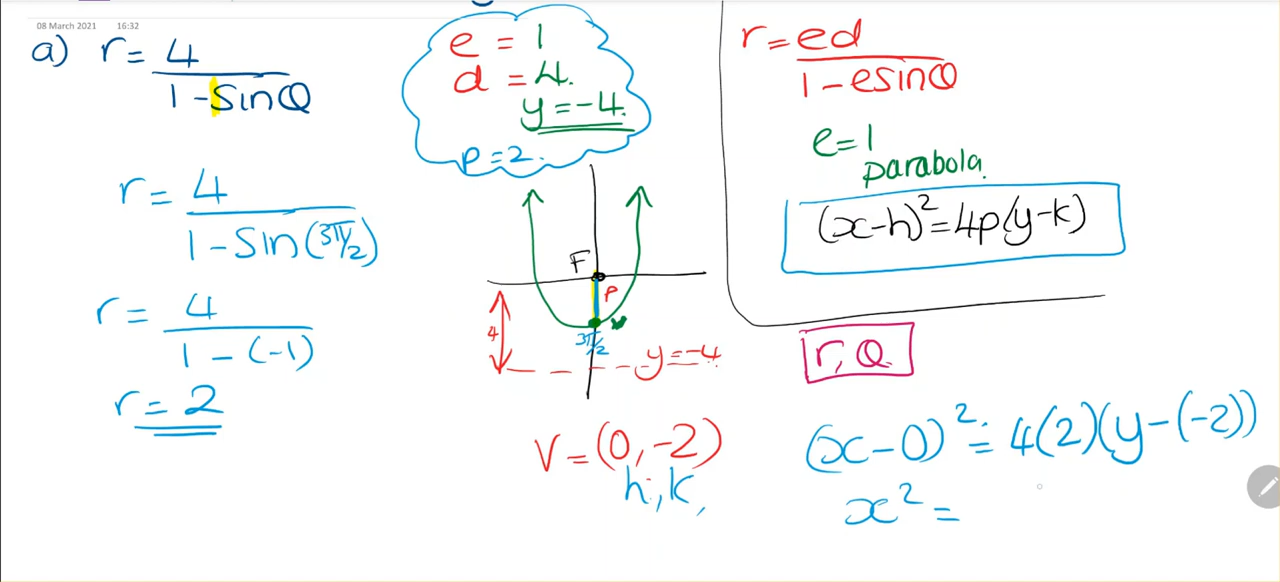 08 March 2021 16:32
a) r = 4 / 1 - sinθ
r = 4 / 1 - sin(3π/2)
r = 4 / 1 - (-1)
r = 2
e = 1
d = 4.
y = -4.
p = 2.
F
P
V
3π/2
4
y = -4
V = (0, -2)
h, k,
r = ed / 1 - esinθ
e = 1
parabola.
(x-h)² = 4p(y-k)
r, θ
(x-0)² = 4(2)(y-(-2))
x² =